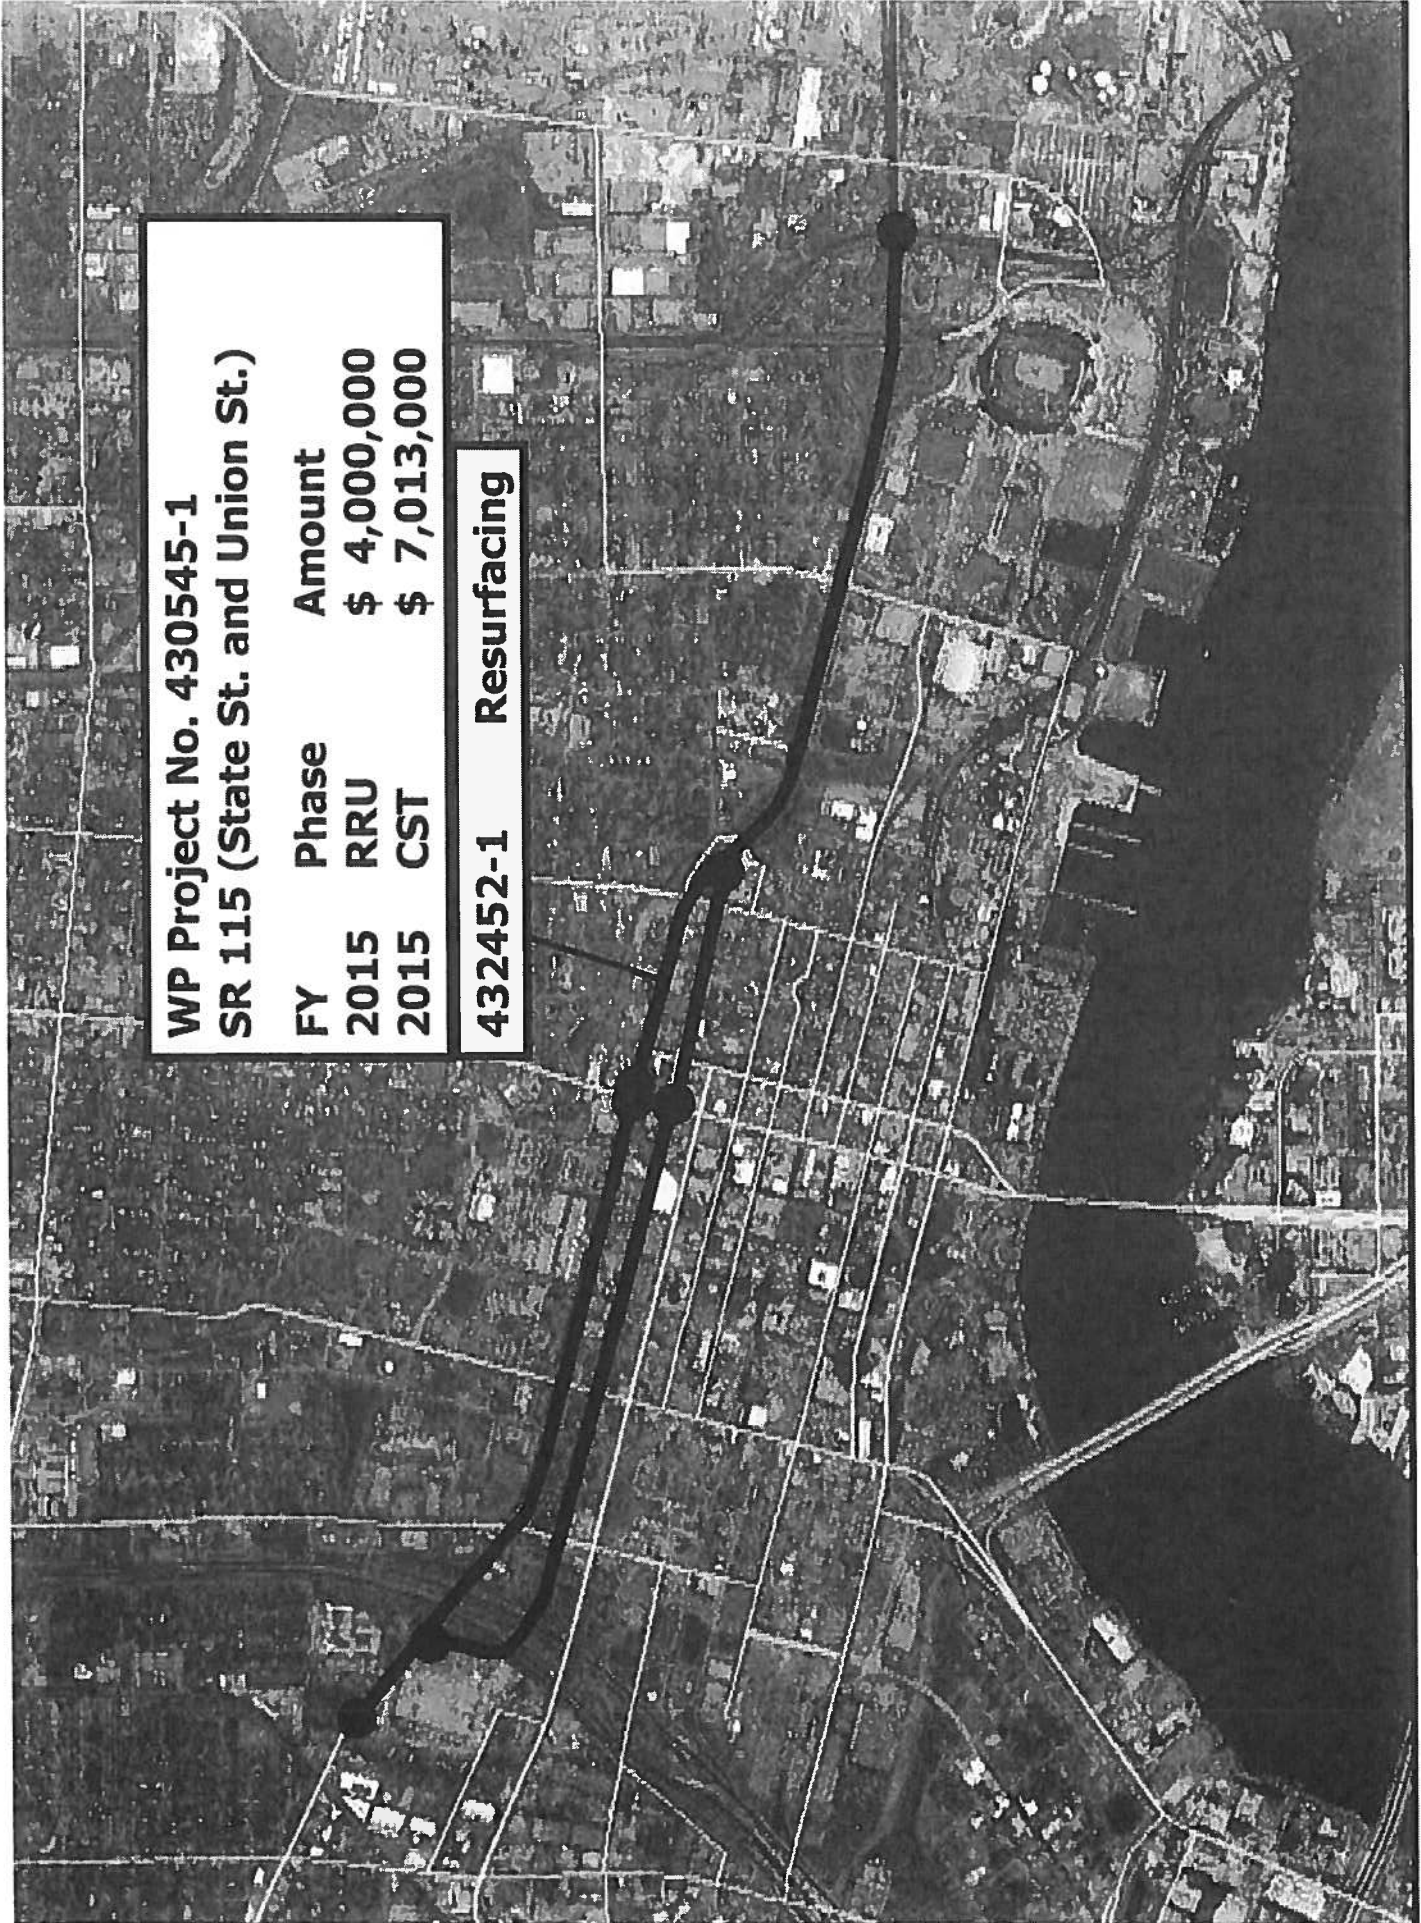 WP Project No. 430545-1
SR 115 (State St. and Union St.)
FY Phase Amount
2015 RRU $ 4,000,000
2015 CST $ 7,013,000
432452-1 Resurfacing